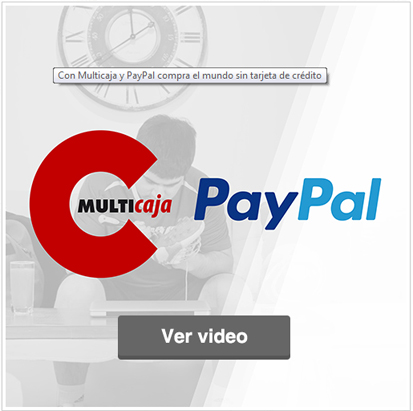 Con Multicaja y PayPal compra el mundo sin tarjeta de crédito
MULTIcaja
PayPal
Ver video